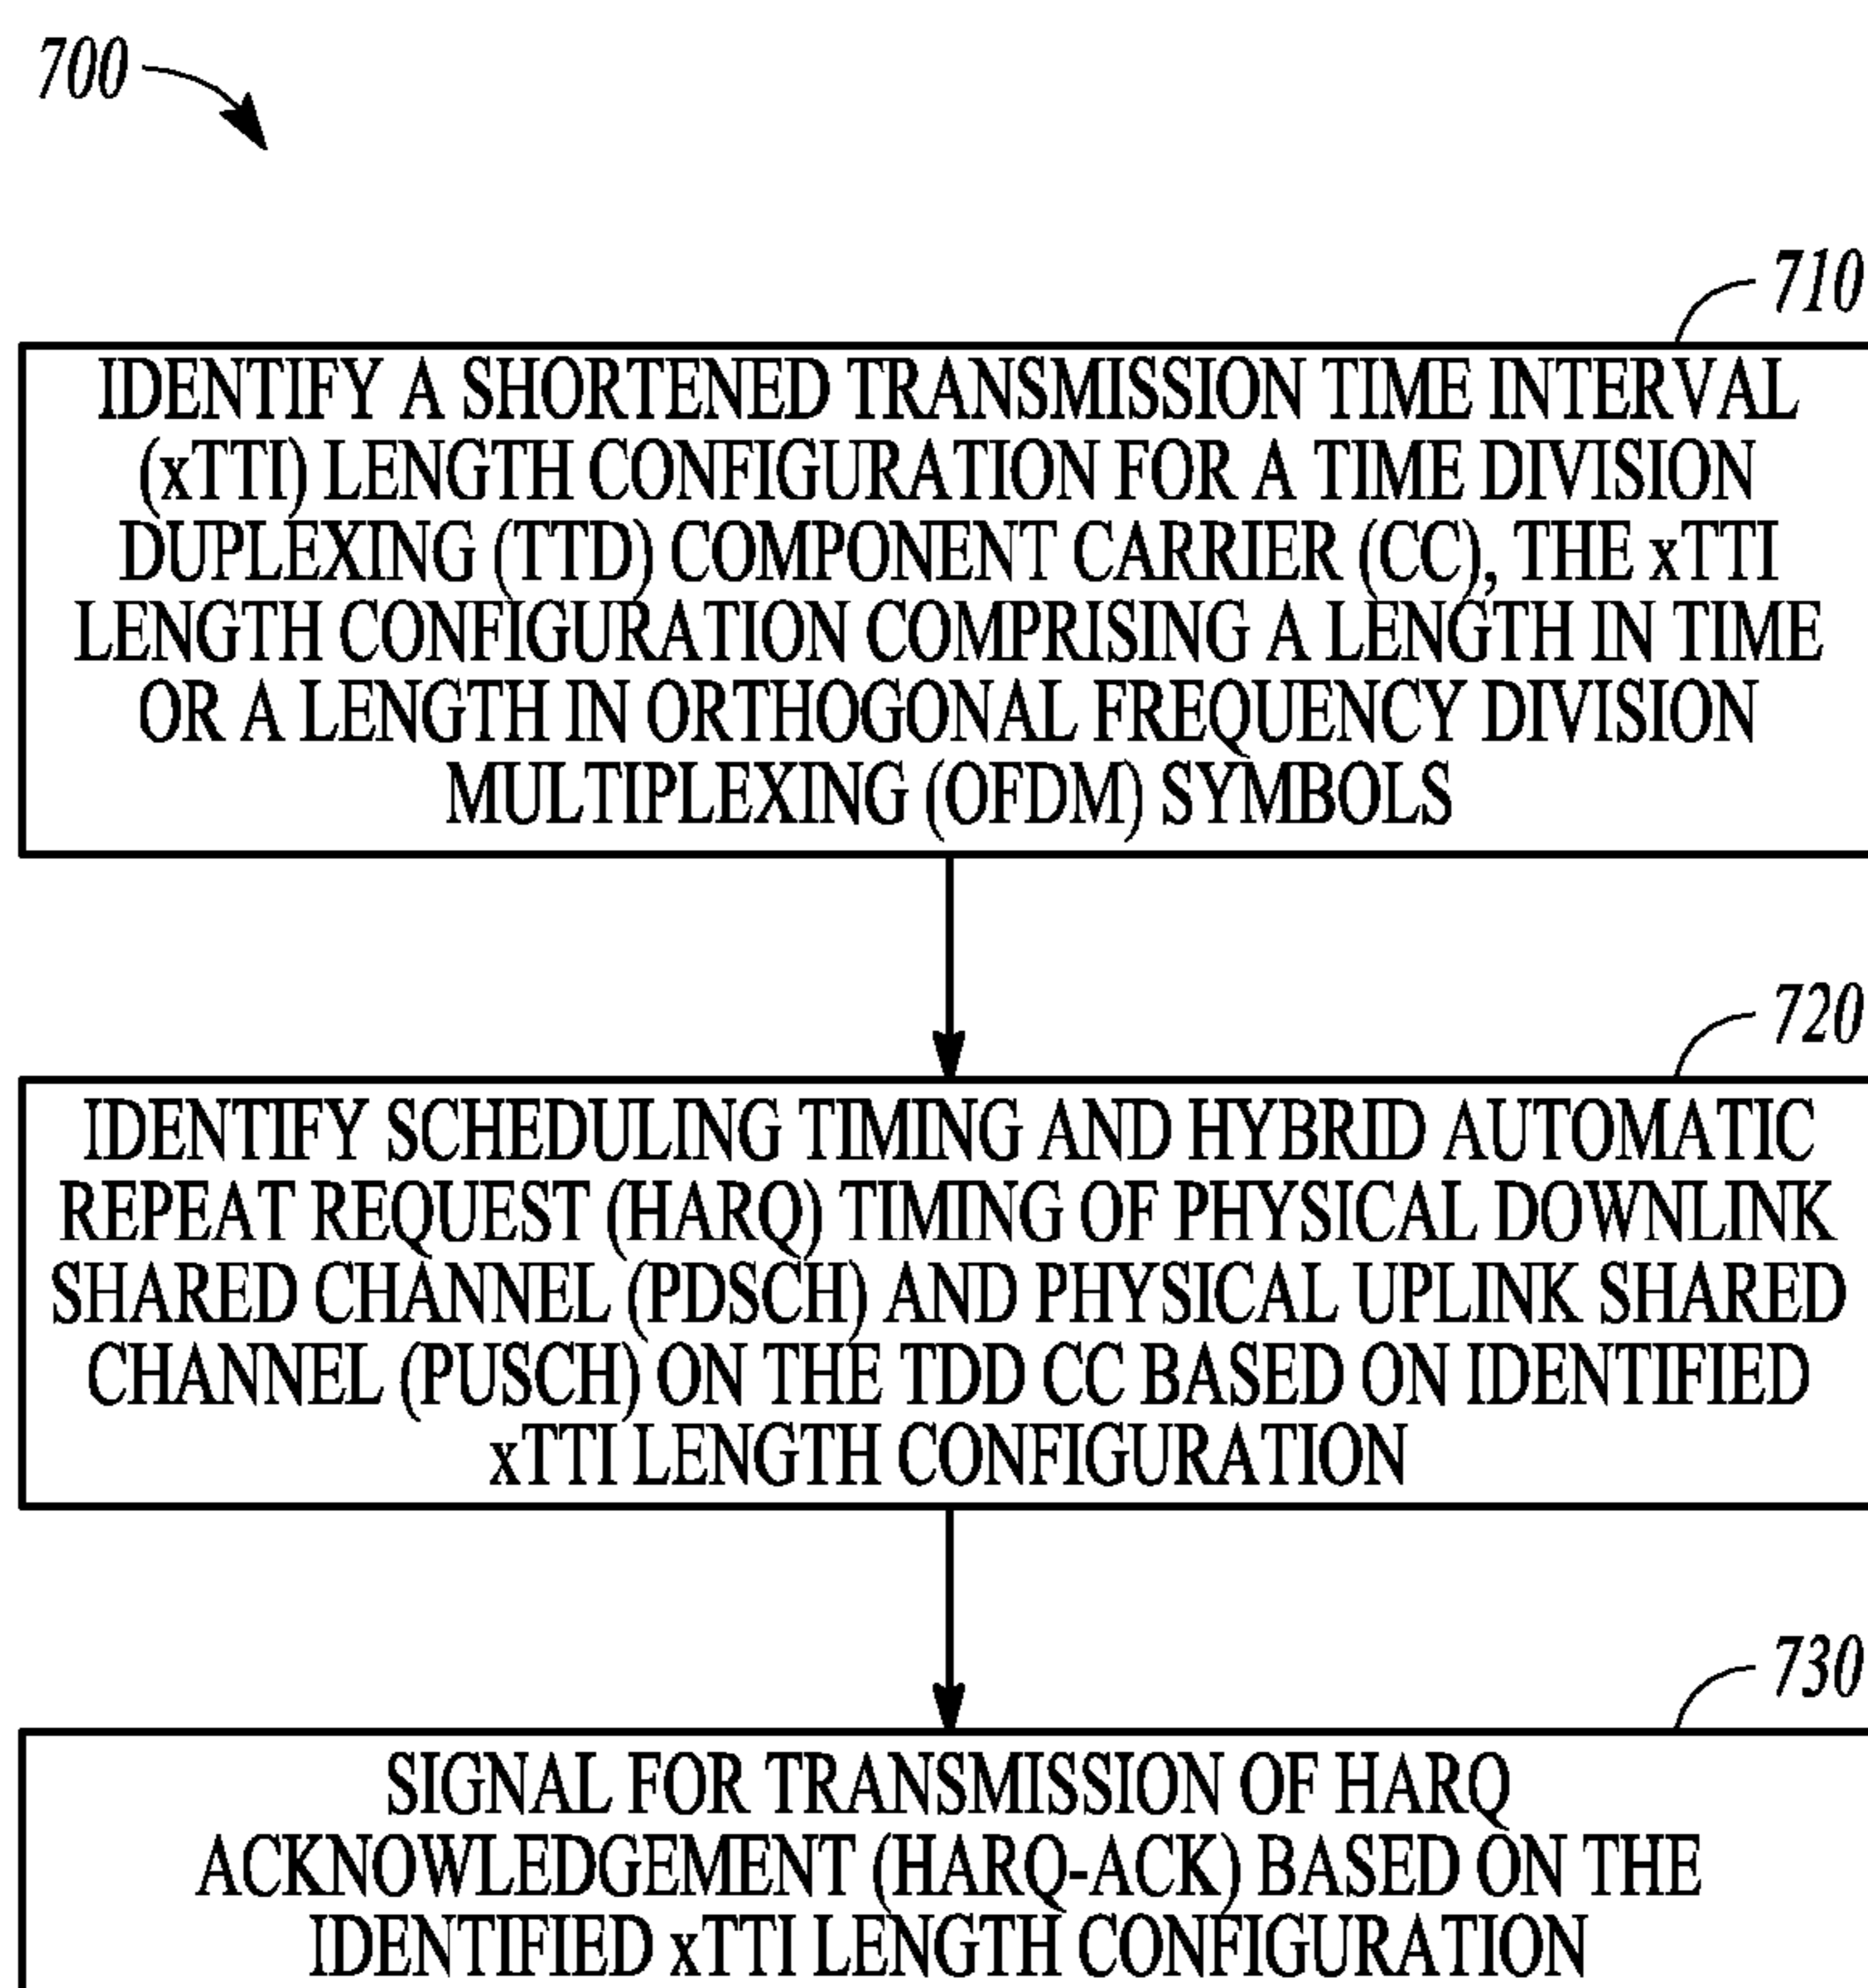 700
710
IDENTIFY A SHORTENED TRANSMISSION TIME INTERVAL
(xTTI) LENGTH CONFIGURATION FOR A TIME DIVISION
DUPLEXING (TTD) COMPONENT CARRIER (CC), THE xTTI
LENGTH CONFIGURATION COMPRISING A LENGTH IN TIME
OR A LENGTH IN ORTHOGONAL FREQUENCY DIVISION
MULTIPLEXING (OFDM) SYMBOLS
720
IDENTIFY SCHEDULING TIMING AND HYBRID AUTOMATIC
REPEAT REQUEST (HARQ) TIMING OF PHYSICAL DOWNLINK
SHARED CHANNEL (PDSCH) AND PHYSICAL UPLINK SHARED
CHANNEL (PUSCH) ON THE TDD CC BASED ON IDENTIFIED
xTTI LENGTH CONFIGURATION
730
SIGNAL FOR TRANSMISSION OF HARQ
ACKNOWLEDGEMENT (HARQ-ACK) BASED ON THE
IDENTIFIED xTTI LENGTH CONFIGURATION